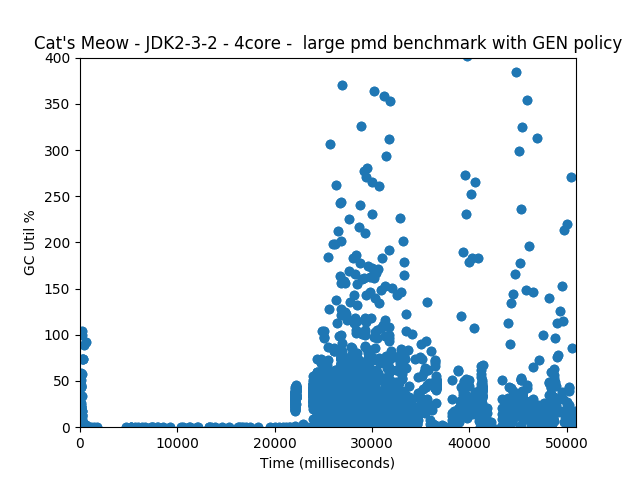 Cat's Meow - JDK2-3-2 - 4core -  large pmd benchmark with GEN policy
400
350
300
250
200
150
100
50
0
GC Util %
0 10000 20000 30000 40000 50000
Time (milliseconds)